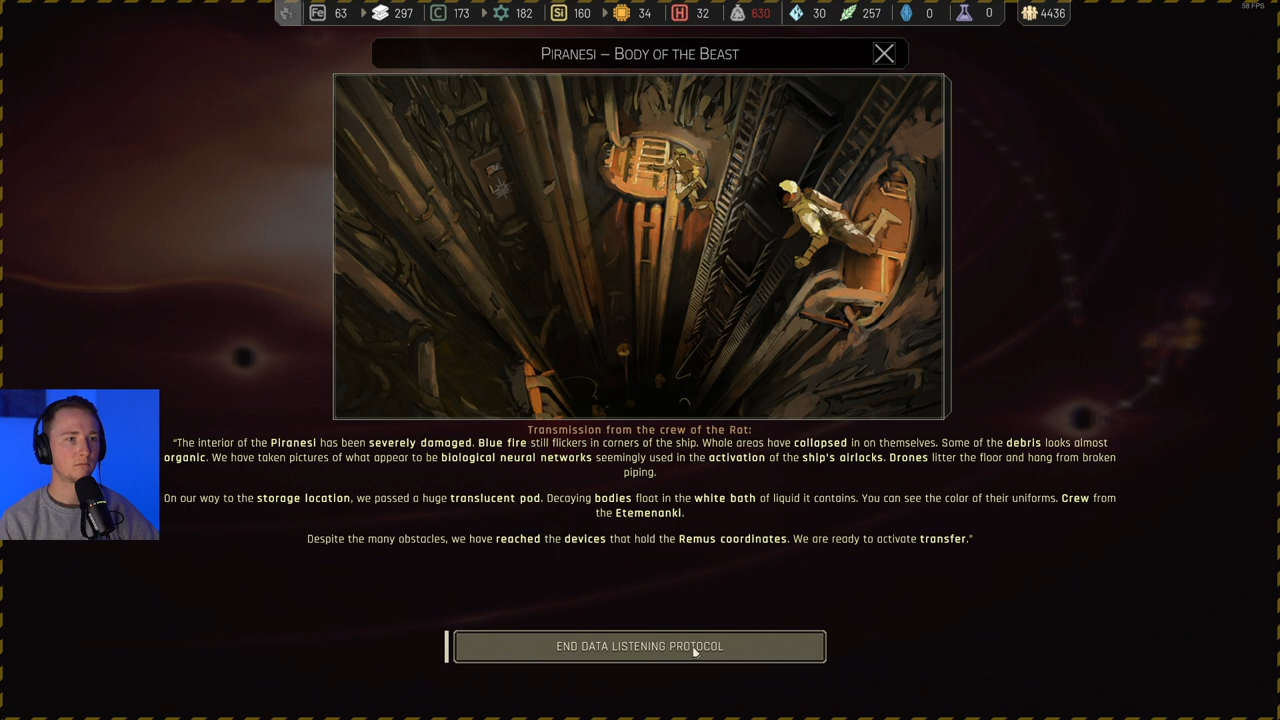 58 FPS
Fe 63 297 C 173 182 SI 160 34 H 32 630 30 257 0 0 4436
PIRANESI – BODY OF THE BEAST
Transmission from the crew of the Rat:
"The interior of the Piranesi has been severely damaged. Blue fire still flickers in corners of the ship. Whole areas have collapsed in on themselves. Some of the debris looks almost
organic. We have taken pictures of what appear to be biological neural networks seemingly used in the activation of the ship's airlocks. Drones litter the floor and hang from broken
piping.
On our way to the storage location, we passed a huge translucent pod. Decaying bodies float in the white bath of liquid it contains. You can see the color of their uniforms. Crew from
the Etemenanki.
Despite the many obstacles, we have reached the devices that hold the Remus coordinates. We are ready to activate transfer."
END DATA LISTENING PROTOCOL